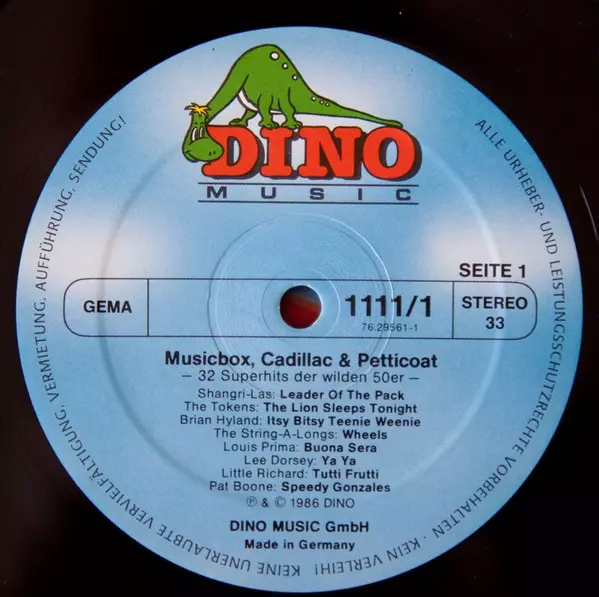 DINO
MUSIC
SEITE 1
GEMA
1111/1
76.29561-1
STEREO
33
Musicbox, Cadillac & Petticoat
— 32 Superhits der wilden 50er —
Shangri-Las: Leader Of The Pack
The Tokens: The Lion Sleeps Tonight
Brian Hyland: Itsy Bitsy Teenie Weenie
The String-A-Longs: Wheels
Louis Prima: Buona Sera
Lee Dorsey: Ya Ya
Little Richard: Tutti Frutti
Pat Boone: Speedy Gonzales
℗ & © 1986 DINO
DINO MUSIC GmbH
Made in Germany
ALLE URHEBER- UND LEISTUNGSSCHUTZRECHTE VORBEHALTEN · KEIN VERLEIH! · KEINE UNERLAUBTE VERVIELFÄLTIGUNG, VERMIETUNG, AUFFÜHRUNG, SENDUNG!